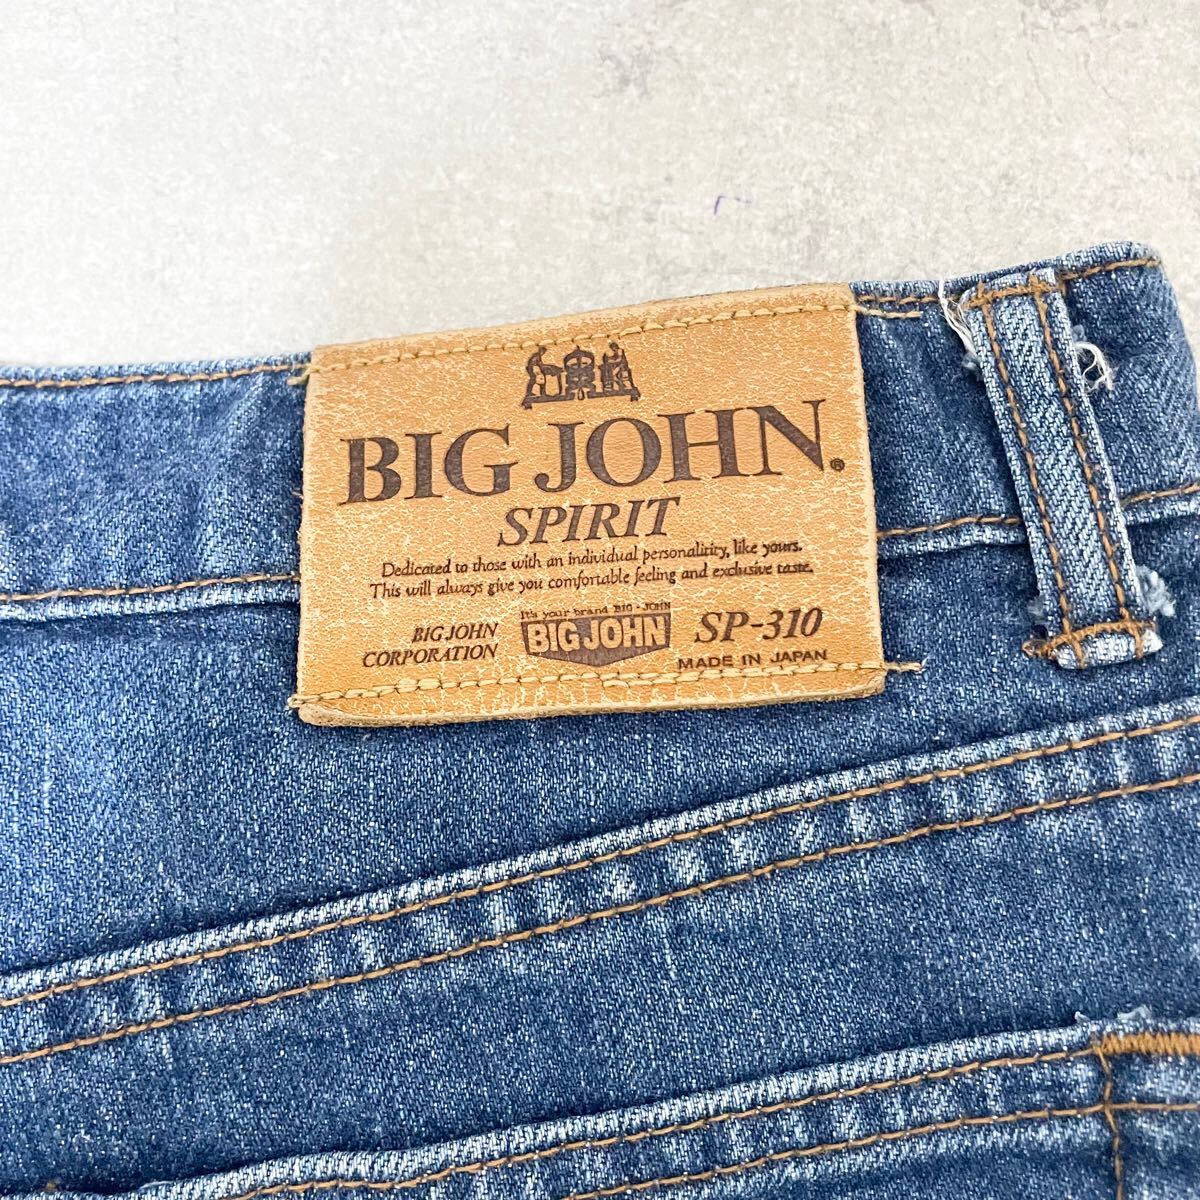 BIG JOHN®
SPIRIT
Dedicated to those with an individual personalirity, like yours.
This will always give you comfortable feeling and exclusive taste.
BIG JOHN
CORPORATION
It's your brand BIG-JOHN
BIG JOHN
SP-310
MADE IN JAPAN